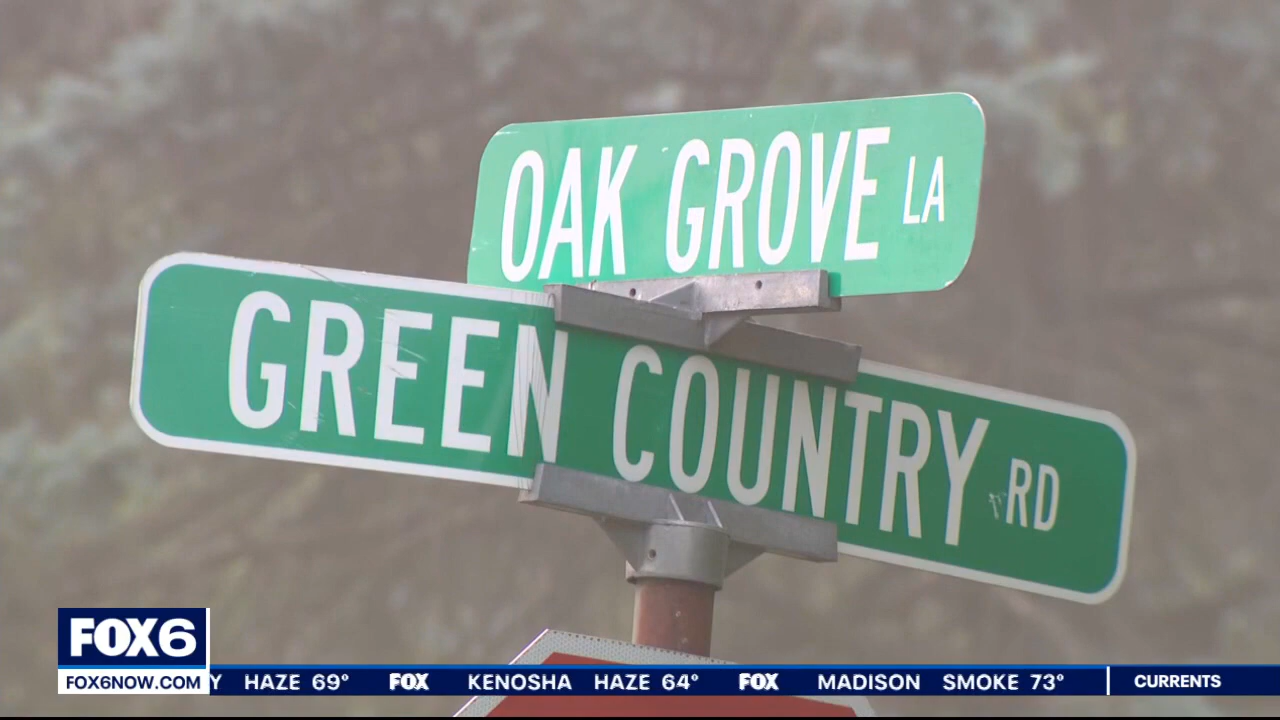 OAK GROVE LA
GREEN COUNTRY RD
FOX6
FOX6NOW.COM
Y HAZE 69° FOX KENOSHA HAZE 64° FOX MADISON SMOKE 73° CURRENTS